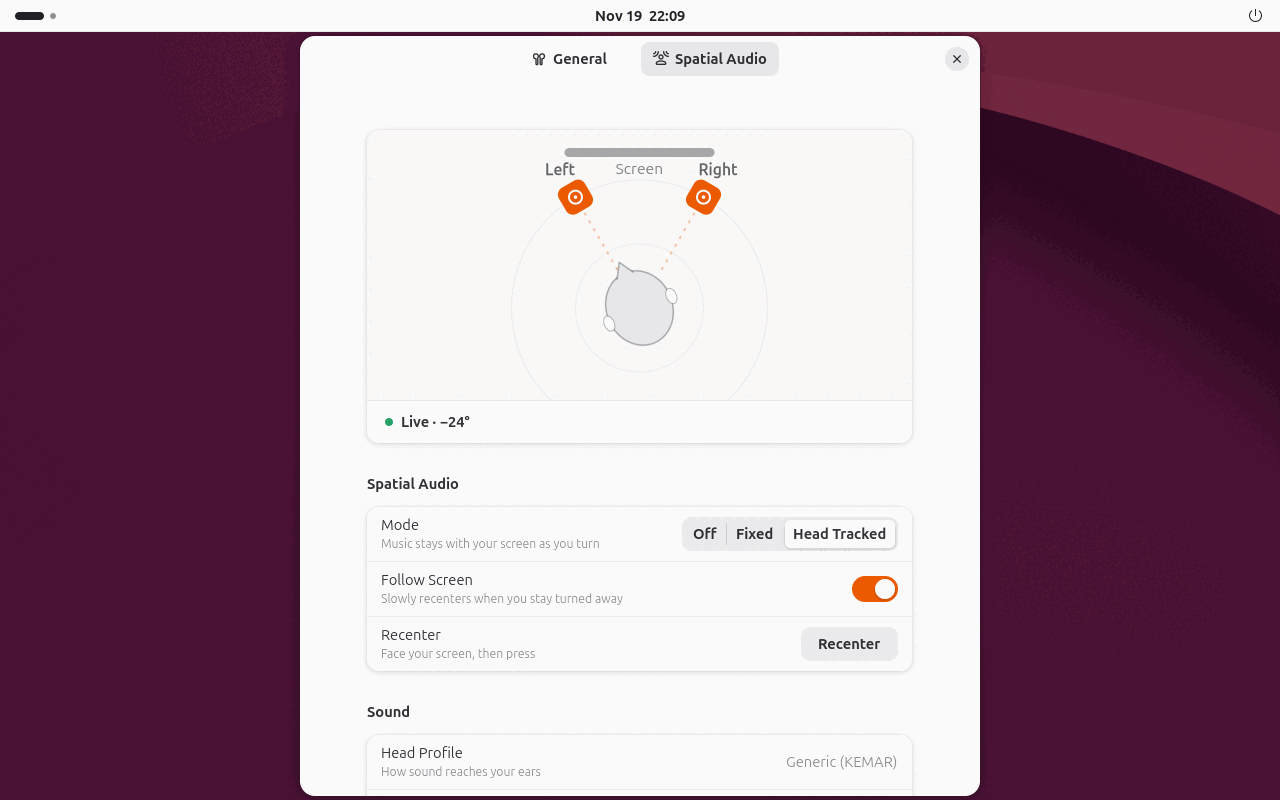 Nov 19 22:09
General
Spatial Audio
Left
Screen
Right
Live · −24°
Spatial Audio
Mode
Music stays with your screen as you turn
Off
Fixed
Head Tracked
Follow Screen
Slowly recenters when you stay turned away
Recenter
Face your screen, then press
Recenter
Sound
Head Profile
How sound reaches your ears
Generic (KEMAR)